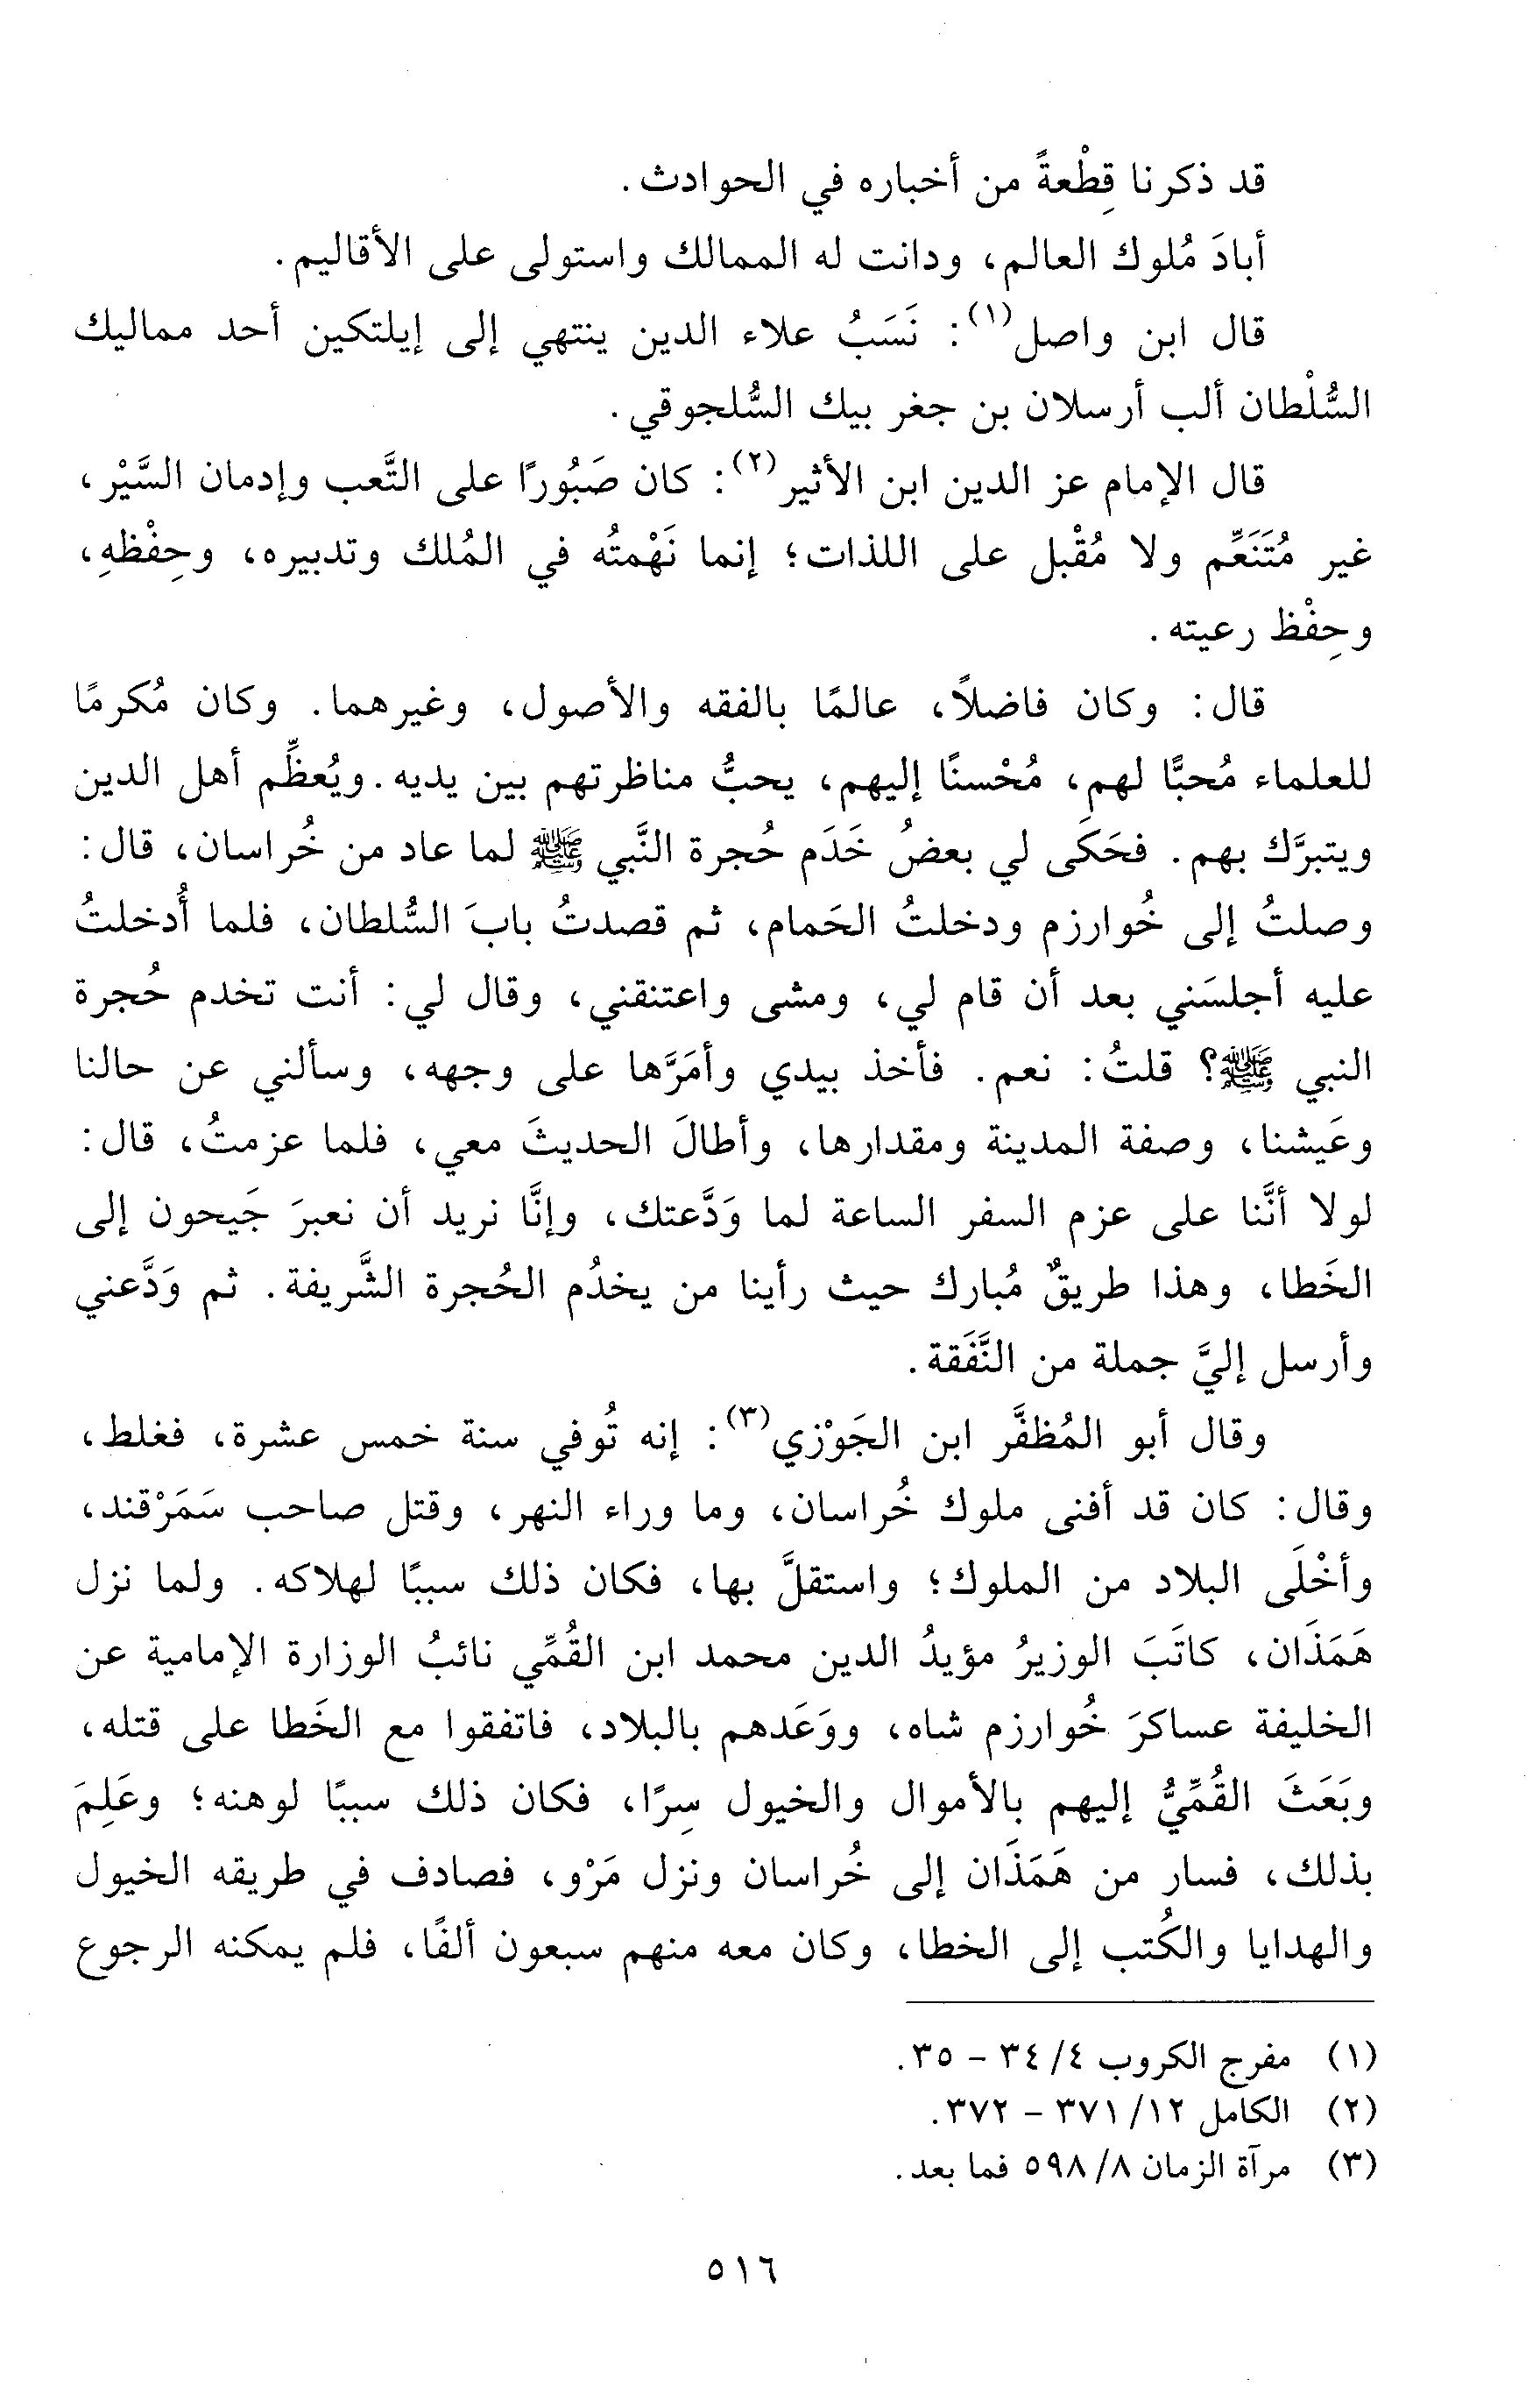 قد ذكرنا قِطْعةً من أخباره في الحوادث.
أبادَ مُلوك العالم، ودانت له الممالك واستولى على الأقاليم.
قال ابن واصل(١): نَسَبُ علاء الدين ينتهي إلى إيلتكين أحد مماليك
السُّلْطان ألب أرسلان بن جغر بيك السُّلجوقي.
قال الإمام عز الدين ابن الأثير(٢): كان صَبُورًا على التَّعب وإدمان السَّيْر،
غير مُتَنَعِّم ولا مُقْبل على اللذات؛ إنما نَهْمتُه في المُلك وتدبيره، وحِفْظهِ،
وحِفْظ رعيته.
قال: وكان فاضلاً، عالمًا بالفقه والأصول، وغيرهما. وكان مُكرمًا
للعلماء مُحبًّا لهم، مُحْسنًا إليهم، يحبُّ مناظرتهم بين يديه. ويُعظِّم أهل الدين
ويتبرَّك بهم. فحَكَى لي بعضُ خَدَم حُجرة النَّبي ﷺ لما عاد من خُراسان، قال:
وصلتُ إلى خُوارزم ودخلتُ الحَمام، ثم قصدتُ بابَ السُّلطان، فلما أُدخلتُ
عليه أجلسَني بعد أن قام لي، ومشى واعتنقني، وقال لي: أنت تخدم حُجرة
النبي ﷺ؟ قلتُ: نعم. فأخذ بيدي وأمَرَّها على وجهه، وسألني عن حالنا
وعَيشنا، وصفة المدينة ومقدارها، وأطالَ الحديثَ معي، فلما عزمتُ، قال:
لولا أنَّنا على عزم السفر الساعة لما وَدَّعتك، وإنَّا نريد أن نعبرَ جَيحون إلى
الخَطا، وهذا طريقٌ مُبارك حيث رأينا من يخدُم الحُجرة الشَّريفة. ثم وَدَّعني
وأرسل إليَّ جملة من النَّفَقة.
وقال أبو المُظفَّر ابن الجَوْزي(٣): إنه تُوفي سنة خمس عشرة، فغلط،
وقال: كان قد أفنى ملوك خُراسان، وما وراء النهر، وقتل صاحب سَمَرْقند،
وأخْلَى البلاد من الملوك؛ واستقلَّ بها، فكان ذلك سببًا لهلاكه. ولما نزل
هَمَذَان، كاتَبَ الوزيرُ مؤيدُ الدين محمد ابن القُمِّي نائبُ الوزارة الإمامية عن
الخليفة عساكرَ خُوارزم شاه، ووَعَدهم بالبلاد، فاتفقوا مع الخَطا على قتله،
وبَعَثَ القُمِّيُّ إليهم بالأموال والخيول سِرًا، فكان ذلك سببًا لوهنه؛ وعَلِمَ
بذلك، فسار من هَمَذَان إلى خُراسان ونزل مَرْو، فصادف في طريقه الخيول
والهدايا والكُتب إلى الخطا، وكان معه منهم سبعون ألفًا، فلم يمكنه الرجوع
(١) مفرج الكروب ٤/ ٣٤ - ٣٥.
(٢) الكامل ١٢/ ٣٧١ - ٣٧٢.
(٣) مرآة الزمان ٨/ ٥٩٨ فما بعد.
٥١٦